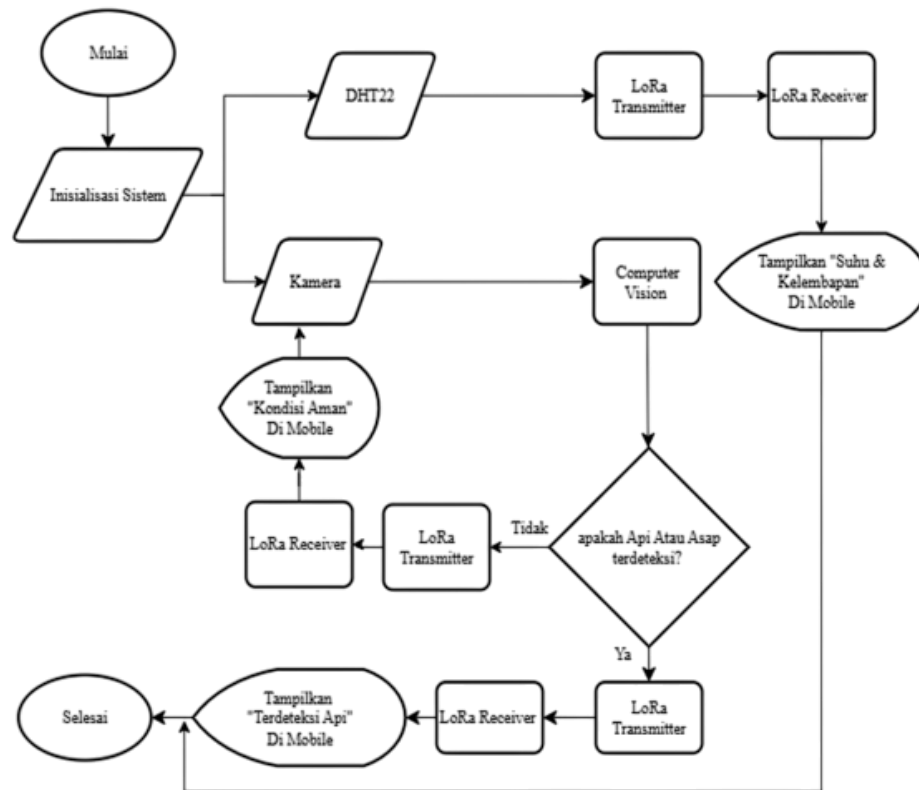 Mulai
DHT22
LoRa
Transmitter
LoRa Receiver
Inisialisasi Sistem
Kamera
Computer
Vision
Tampilkan "Suhu &
Kelembapan"
Di Mobile
Tampilkan
"Kondisi Aman"
Di Mobile
LoRa Receiver
LoRa
Transmitter
Tidak
apakah Api Atau Asap
terdeteksi?
Ya
Selesai
Tampilkan
"Terdeteksi Api"
Di Mobile
LoRa Receiver
LoRa
Transmitter